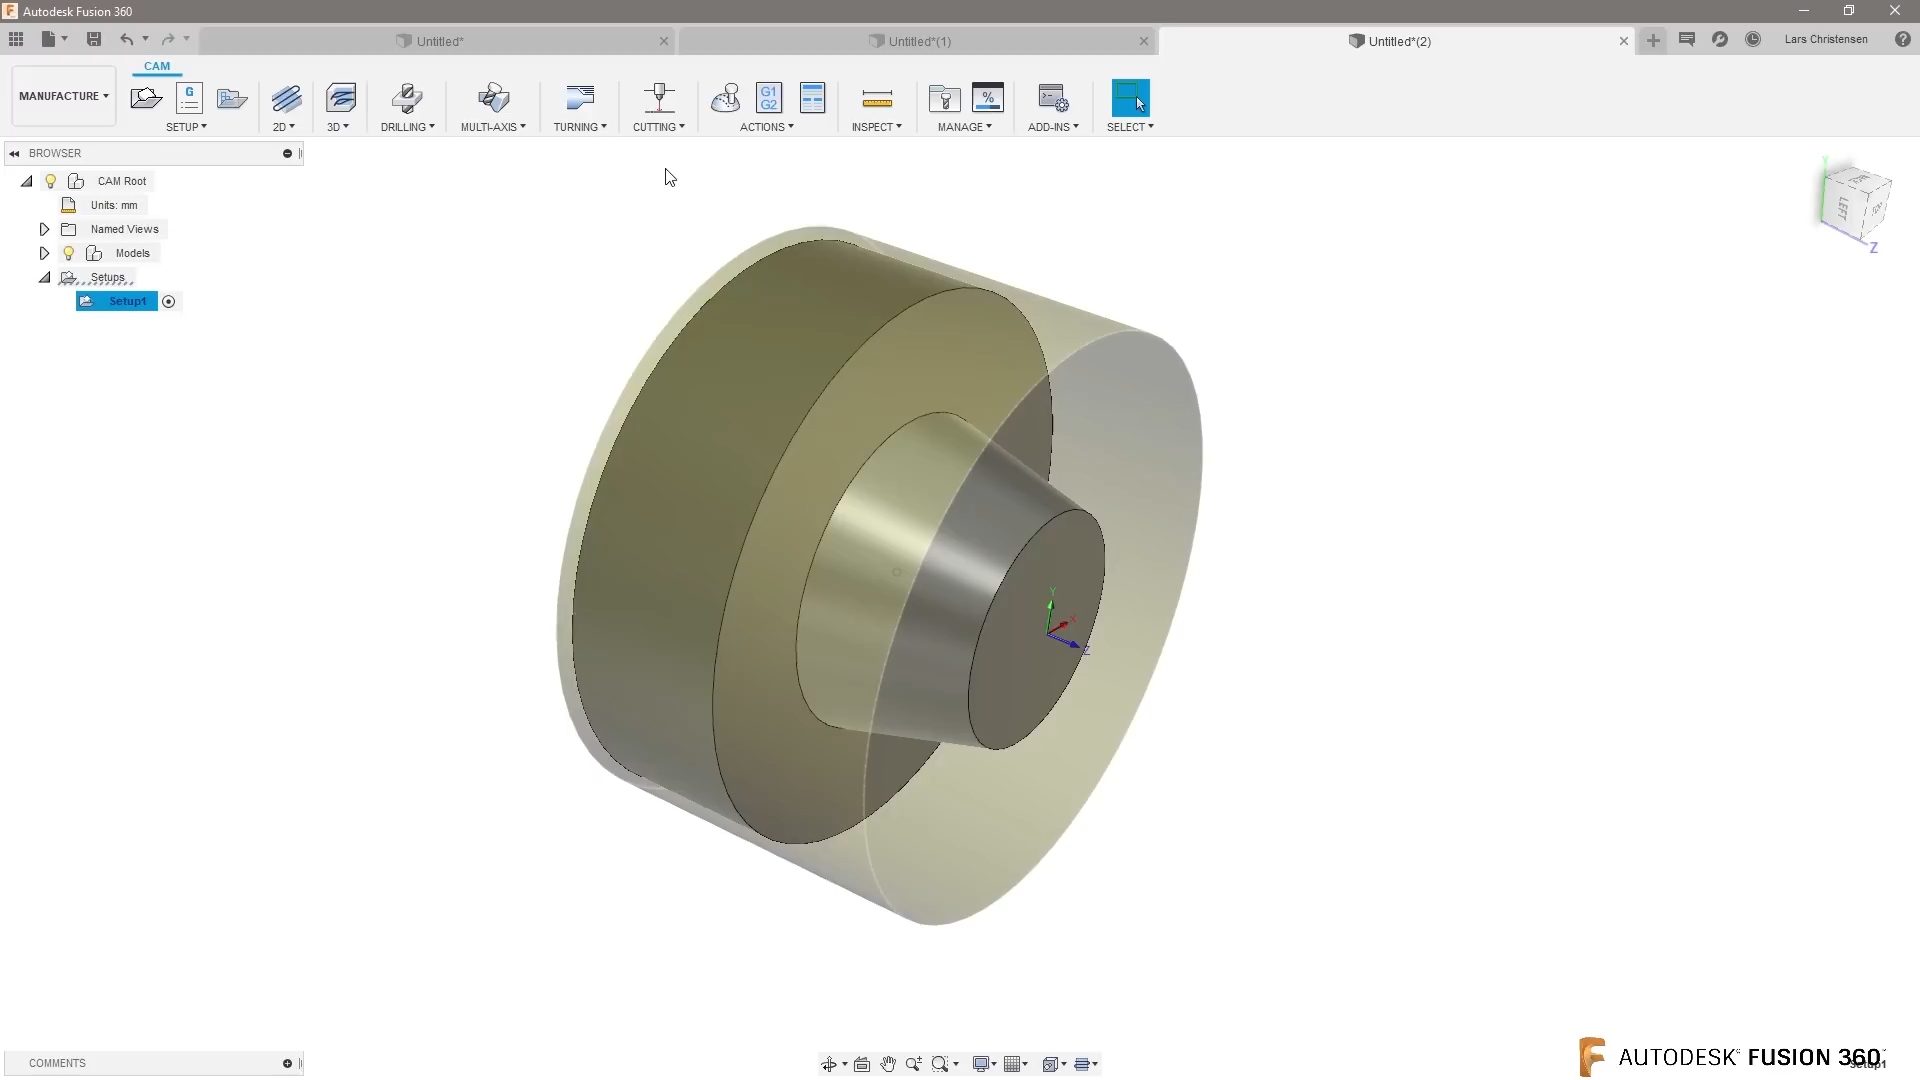 Autodesk Fusion 360
Untitled*
Untitled*(1)
Untitled*(2)
Lars Christensen
MANUFACTURE
CAM
G
G1
G2
%
SETUP
2D
3D
DRILLING
MULTI-AXIS
TURNING
CUTTING
ACTIONS
INSPECT
MANAGE
ADD-INS
SELECT
BROWSER
CAM Root
Units: mm
Named Views
Models
Setups
Setup1
Y
LEFT
Z
Y
X
Z
COMMENTS
AUTODESK FUSION 360
Setup1